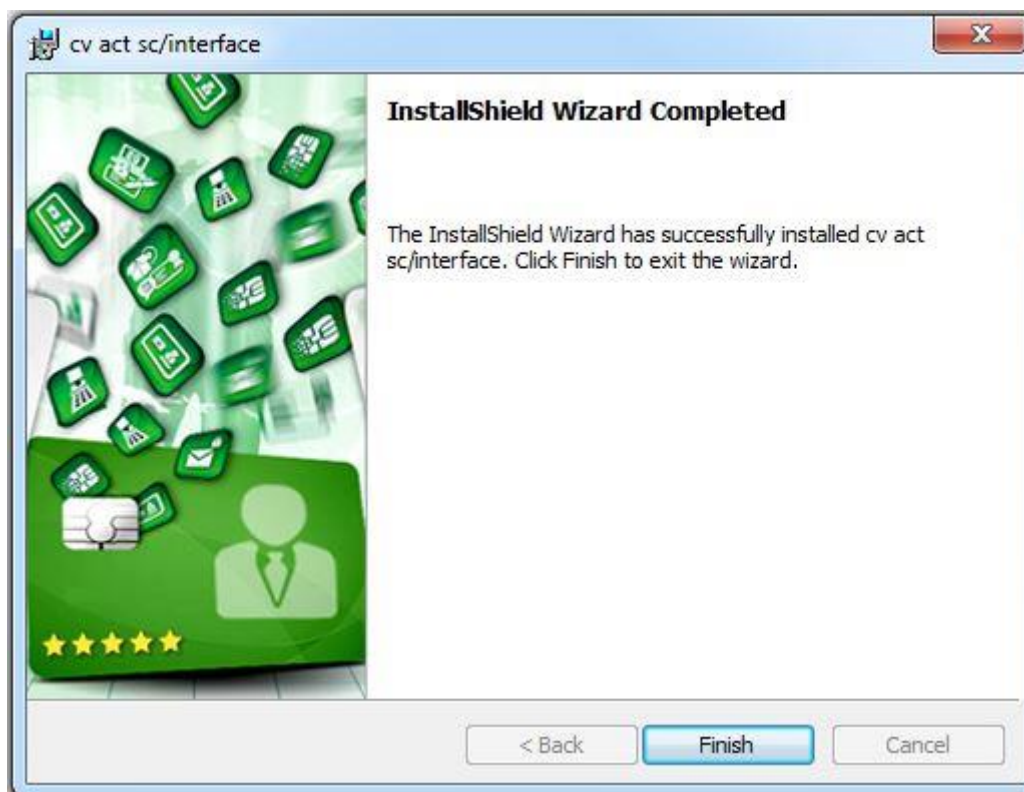 cv act sc/interface
InstallShield Wizard Completed
The InstallShield Wizard has successfully installed cv act
sc/interface. Click Finish to exit the wizard.
< Back
Finish
Cancel